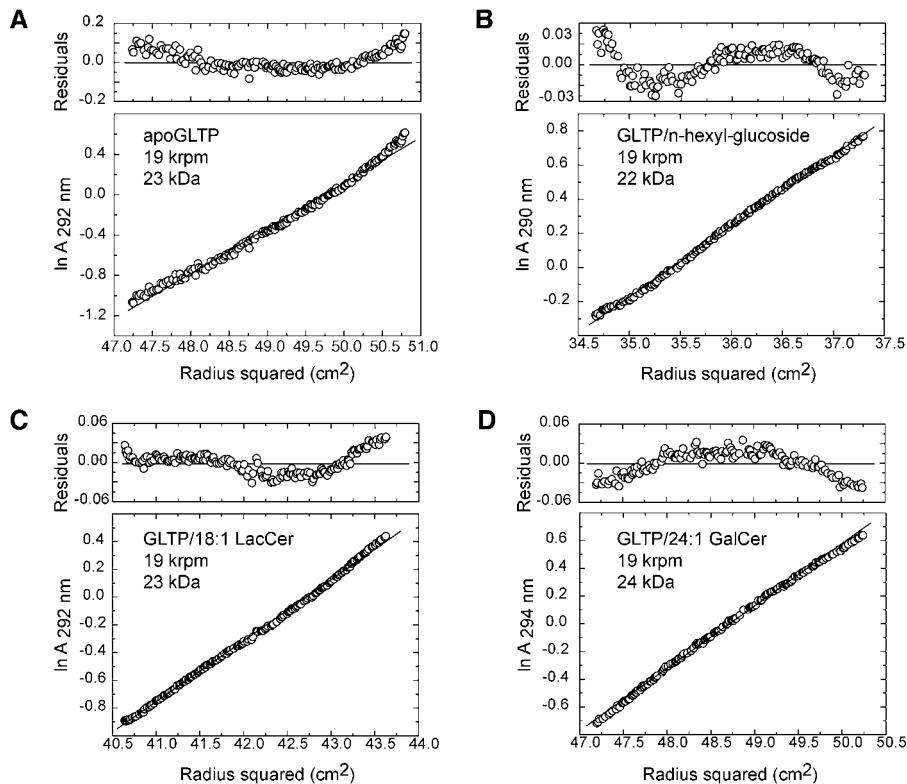 A
Residuals
0.2
0.0
-0.2
apoGLTP
19 krpm
23 kDa
ln A 292 nm
0.4
0.0
-0.4
-0.8
-1.2
47.0 47.5 48.0 48.5 49.0 49.5 50.0 50.5 51.0
Radius squared (cm2)
B
Residuals
0.03
0.00
-0.03
GLTP/n-hexyl-glucoside
19 krpm
22 kDa
ln A 290 nm
0.8
0.6
0.4
0.2
0.0
-0.2
34.5 35.0 35.5 36.0 36.5 37.0 37.5
Radius squared (cm2)
C
Residuals
0.06
0.00
-0.06
GLTP/18:1 LacCer
19 krpm
23 kDa
ln A 292 nm
0.4
0.2
0.0
-0.2
-0.4
-0.6
-0.8
40.5 41.0 41.5 42.0 42.5 43.0 43.5 44.0
Radius squared (cm2)
D
Residuals
0.06
0.00
-0.06
GLTP/24:1 GalCer
19 krpm
24 kDa
ln A 294 nm
0.6
0.4
0.2
0.0
0.2
0.4
0.6
47.0 47.5 48.0 48.5 49.0 49.5 50.0 50.5
Radius squared (cm2)